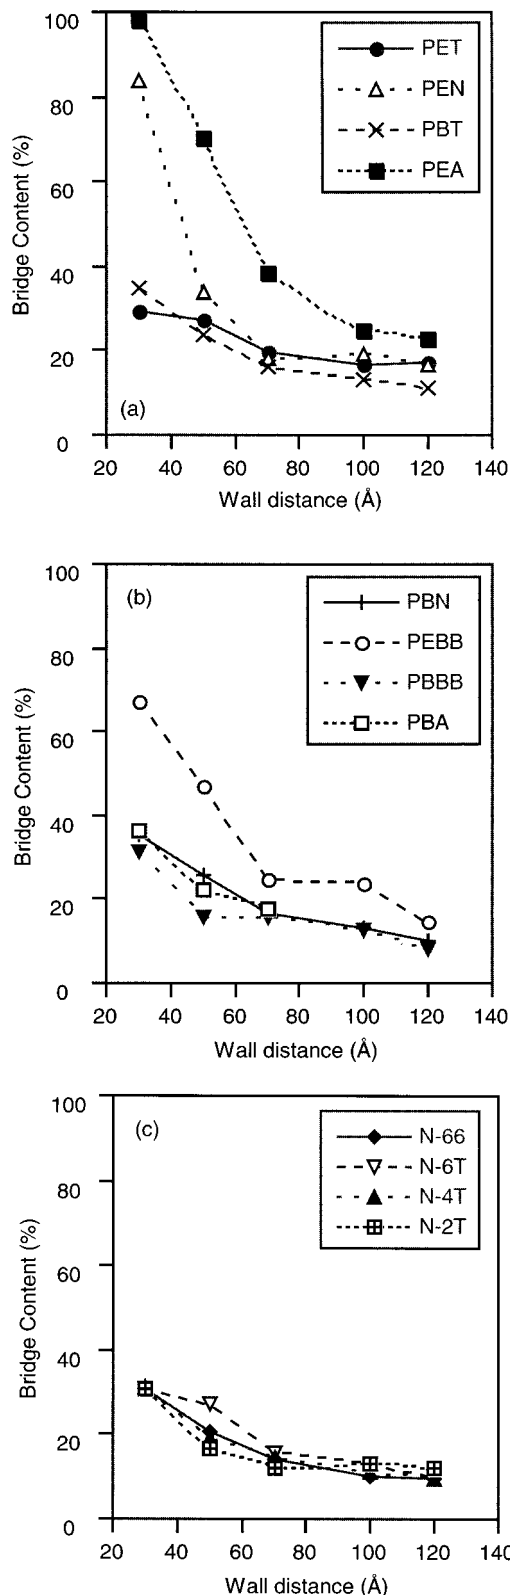 100
80
60
40
20
0
Bridge Content (%)
PET
PEN
PBT
PEA
(a)
20 40 60 80 100 120 140
Wall distance (Å)
100
80
60
40
20
0
Bridge Content (%)
(b)
PBN
PEBB
PBBB
PBA
20 40 60 80 100 120 140
Wall distance (Å)
100
80
60
40
20
0
Bridge Content (%)
(c)
N-66
N-6T
N-4T
N-2T
20 40 60 80 100 120 140
Wall distance (Å)